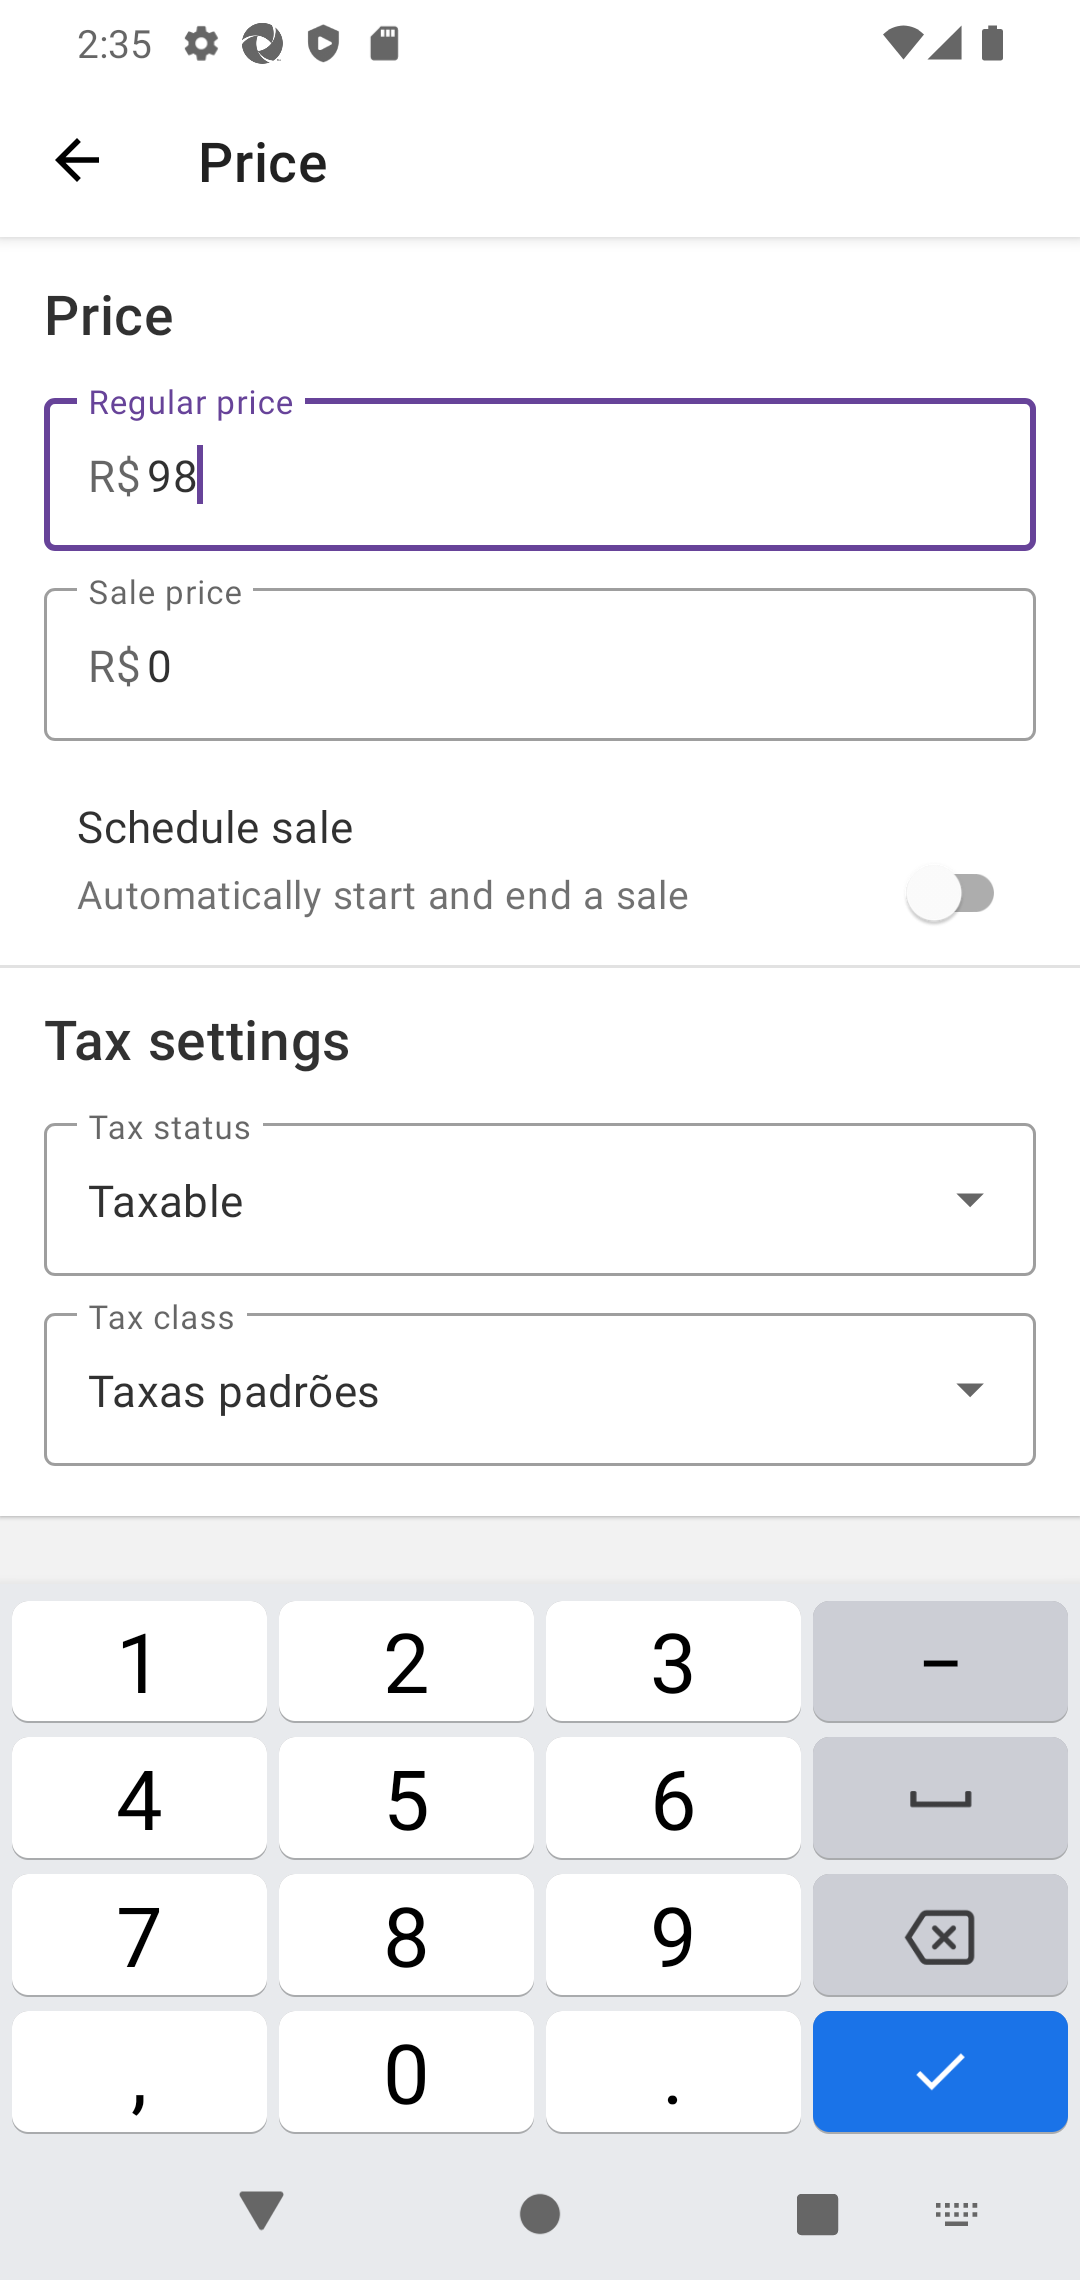 2:35
Price
Price
Regular price
R$ 98
Sale price
R$ 0
Schedule sale
Automatically start and end a sale
Tax settings
Tax status
Taxable
Tax class
Taxas padrões
1 2 3 –
4 5 6
7 8 9
, 0 .